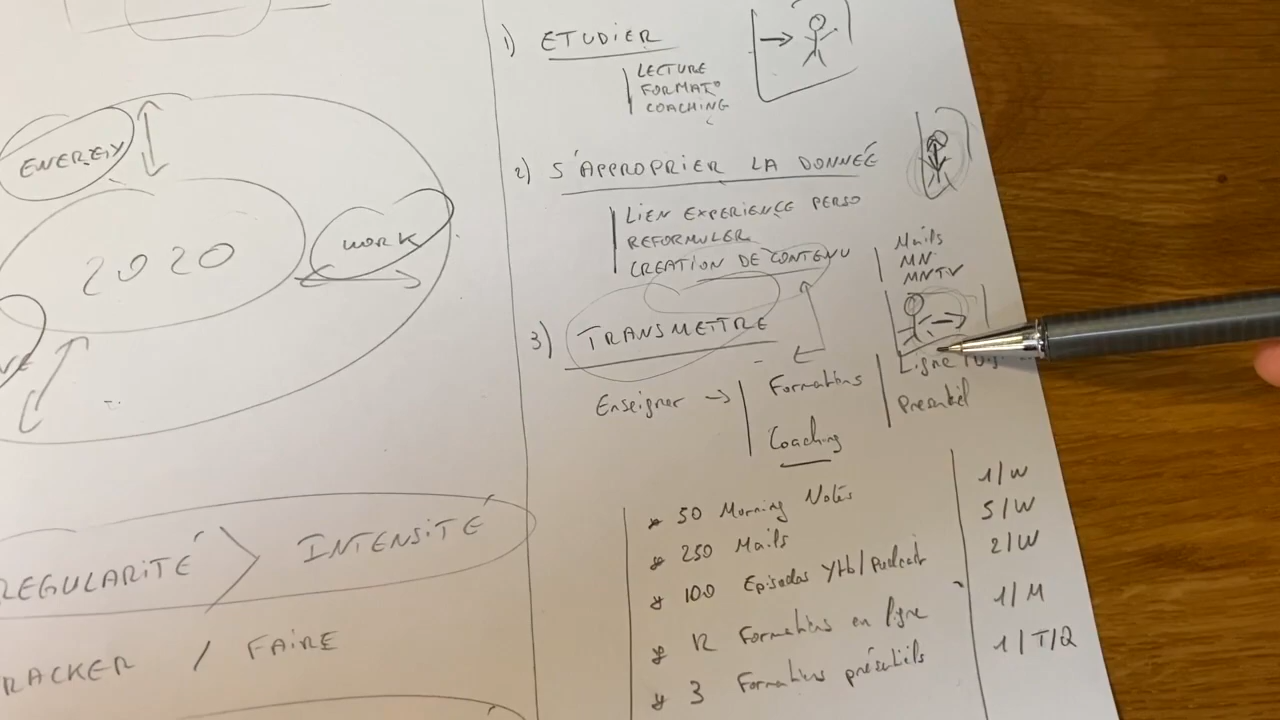 ENERGY
2020
WORK
REGULARITÉ > INTENSITÉ
RACKER / FAIRE
1) ETUDIER
LECTURE
FORMAT°
COACHING
2) S'APPROPRIER LA DONNEÉ
LIEN EXPERIENCE PERSO
REFORMULER
CREATION DE CONTENU
Mails
MN
MNTV
3) TRANSMETTRE
Enseigner → Formations
Ligne
Présentiel
Coaching
* 50 Morning Notes 1/W
* 250 Mails 5/W
* 100 Episodes Ytb/Podcast 2/W
* 12 Formations en ligne 1/M
* 3 Formations présentiels 1/T/Q